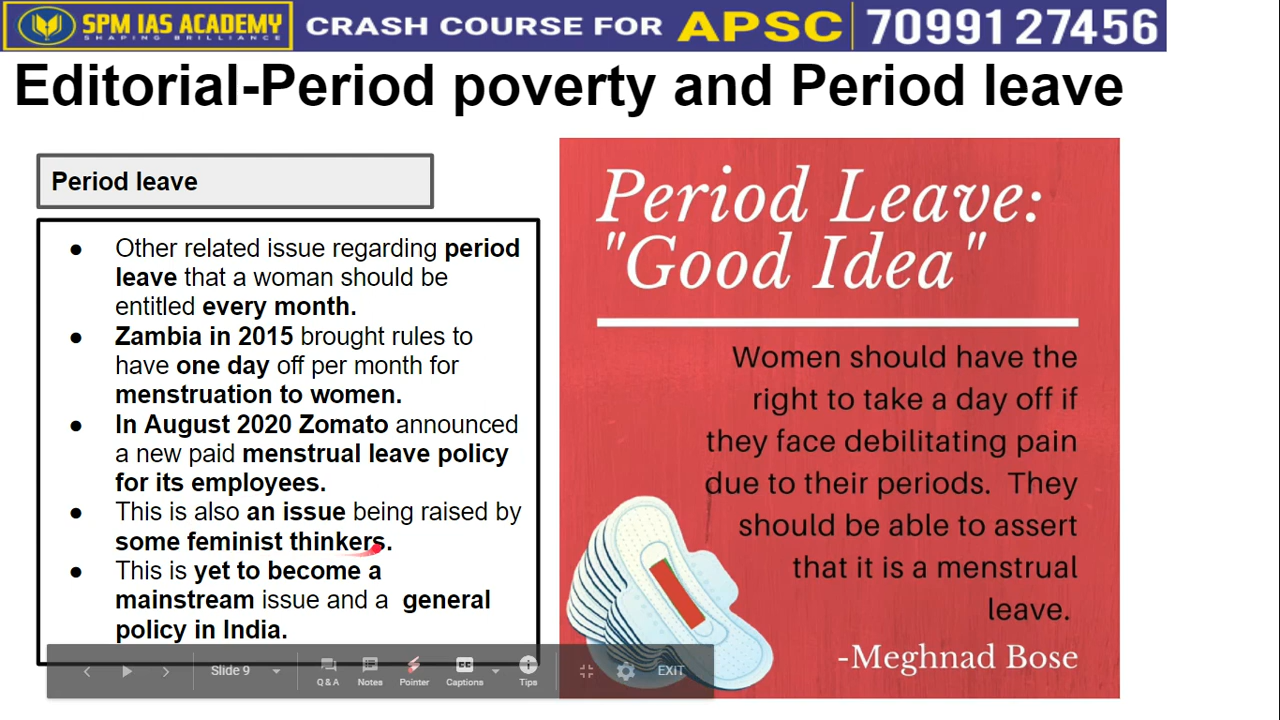 SPM IAS ACADEMY
SHAPING BRILLIANCE
CRASH COURSE FOR APSC 70991 27456
Editorial-Period poverty and Period leave
Period leave
● Other related issue regarding period
leave that a woman should be
entitled every month.
● Zambia in 2015 brought rules to
have one day off per month for
menstruation to women.
● In August 2020 Zomato announced
a new paid menstrual leave policy
for its employees.
● This is also an issue being raised by
some feminist thinkers.
● This is yet to become a
mainstream issue and a general
policy in India.
Period Leave:
"Good Idea"
Women should have the
right to take a day off if
they face debilitating pain
due to their periods. They
should be able to assert
that it is a menstrual
leave.
-Meghnad Bose
Slide 9
Q & A
Notes
Pointer
CC
Captions
Tips
EXIT